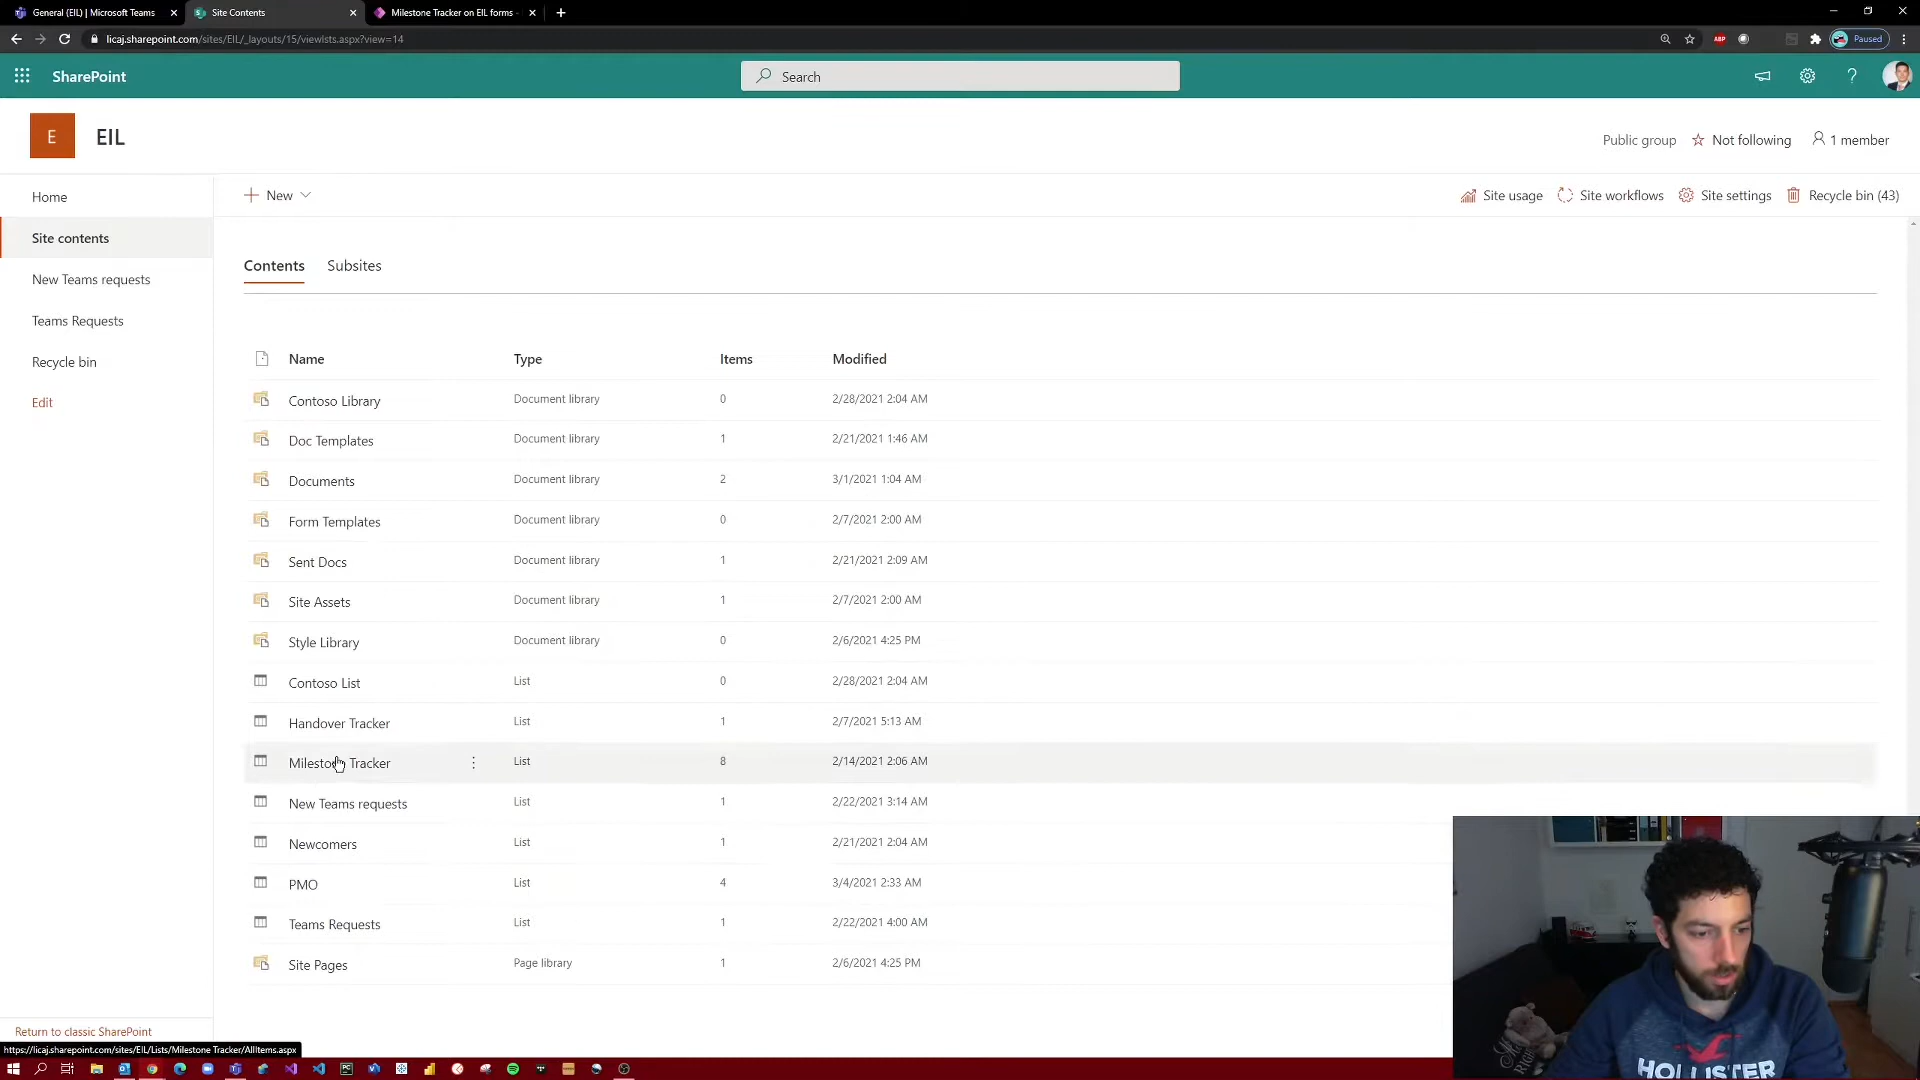 General (EIL) | Microsoft Teams
Site Contents
Milestone Tracker on EIL forms -
licaj.sharepoint.com/sites/EIL/_layouts/15/viewlsts.aspx?view=14
ABP
Paused
SharePoint
Search
E
EIL
Public group
Not following
1 member
Home
Site contents
New Teams requests
Teams Requests
Recycle bin
Edit
New
Site usage
Site workflows
Site settings
Recycle bin (43)
Contents
Subsites
Name Type Items Modified
Contoso Library Document library 0 2/28/2021 2:04 AM
Doc Templates Document library 1 2/21/2021 1:46 AM
Documents Document library 2 3/1/2021 1:04 AM
Form Templates Document library 0 2/7/2021 2:00 AM
Sent Docs Document library 1 2/21/2021 2:09 AM
Site Assets Document library 1 2/7/2021 2:00 AM
Style Library Document library 0 2/6/2021 4:25 PM
Contoso List List 0 2/28/2021 2:04 AM
Handover Tracker List 1 2/7/2021 5:13 AM
Milestone Tracker List 8 2/14/2021 2:06 AM
New Teams requests List 1 2/22/2021 3:14 AM
Newcomers List 1 2/21/2021 2:04 AM
PMO List 4 3/4/2021 2:33 AM
Teams Requests List 1 2/22/2021 4:00 AM
Site Pages Page library 1 2/6/2021 4:25 PM
Return to classic SharePoint
https://licaj.sharepoint.com/sites/EIL/Lists/Milestone Tracker/AllItems.aspx
HOLLISTER